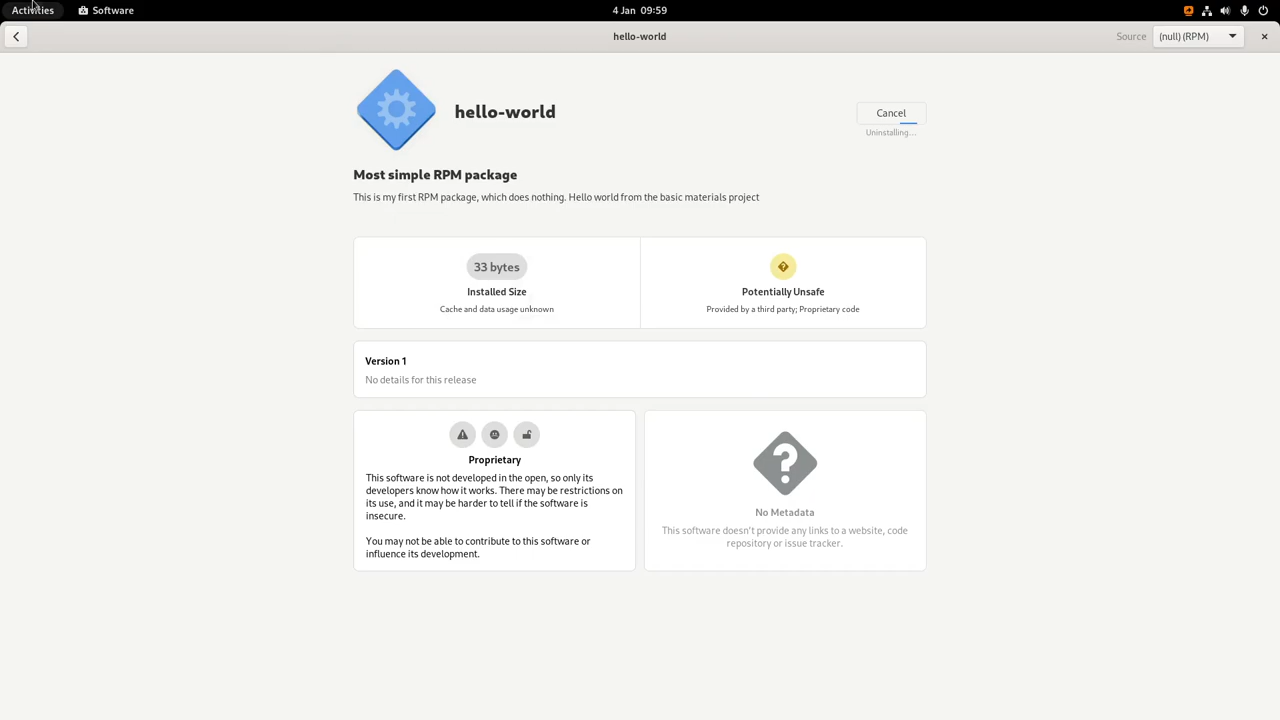 Activities
Software
4 Jan 09:59
hello-world
Source
(null) (RPM)
hello-world
Cancel
Uninstalling...
Most simple RPM package
This is my first RPM package, which does nothing. Hello world from the basic materials project
33 bytes
Installed Size
Cache and data usage unknown
Potentially Unsafe
Provided by a third party; Proprietary code
Version 1
No details for this release
Proprietary
This software is not developed in the open, so only its
developers know how it works. There may be restrictions on
its use, and it may be harder to tell if the software is
insecure.
You may not be able to contribute to this software or
influence its development.
No Metadata
This software doesn't provide any links to a website, code
repository or issue tracker.